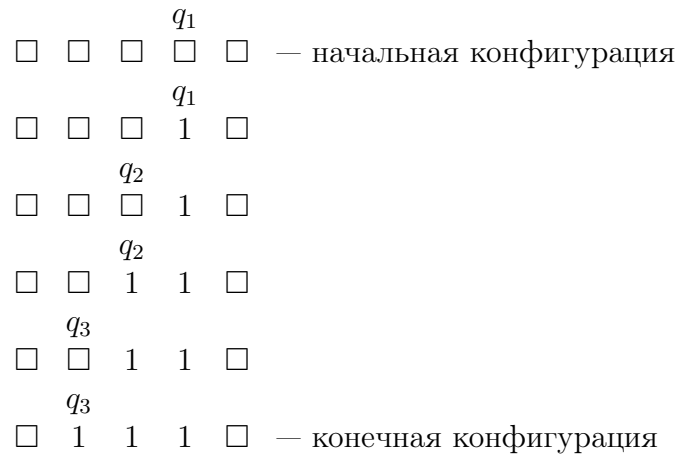 q₁
□ □ □ □ □ — начальная конфигурация
q₁
□ □ □ 1 □
q₂
□ □ □ 1 □
q₂
□ □ 1 1 □
q₃
□ □ 1 1 □
q₃
□ 1 1 1 □ — конечная конфигурация